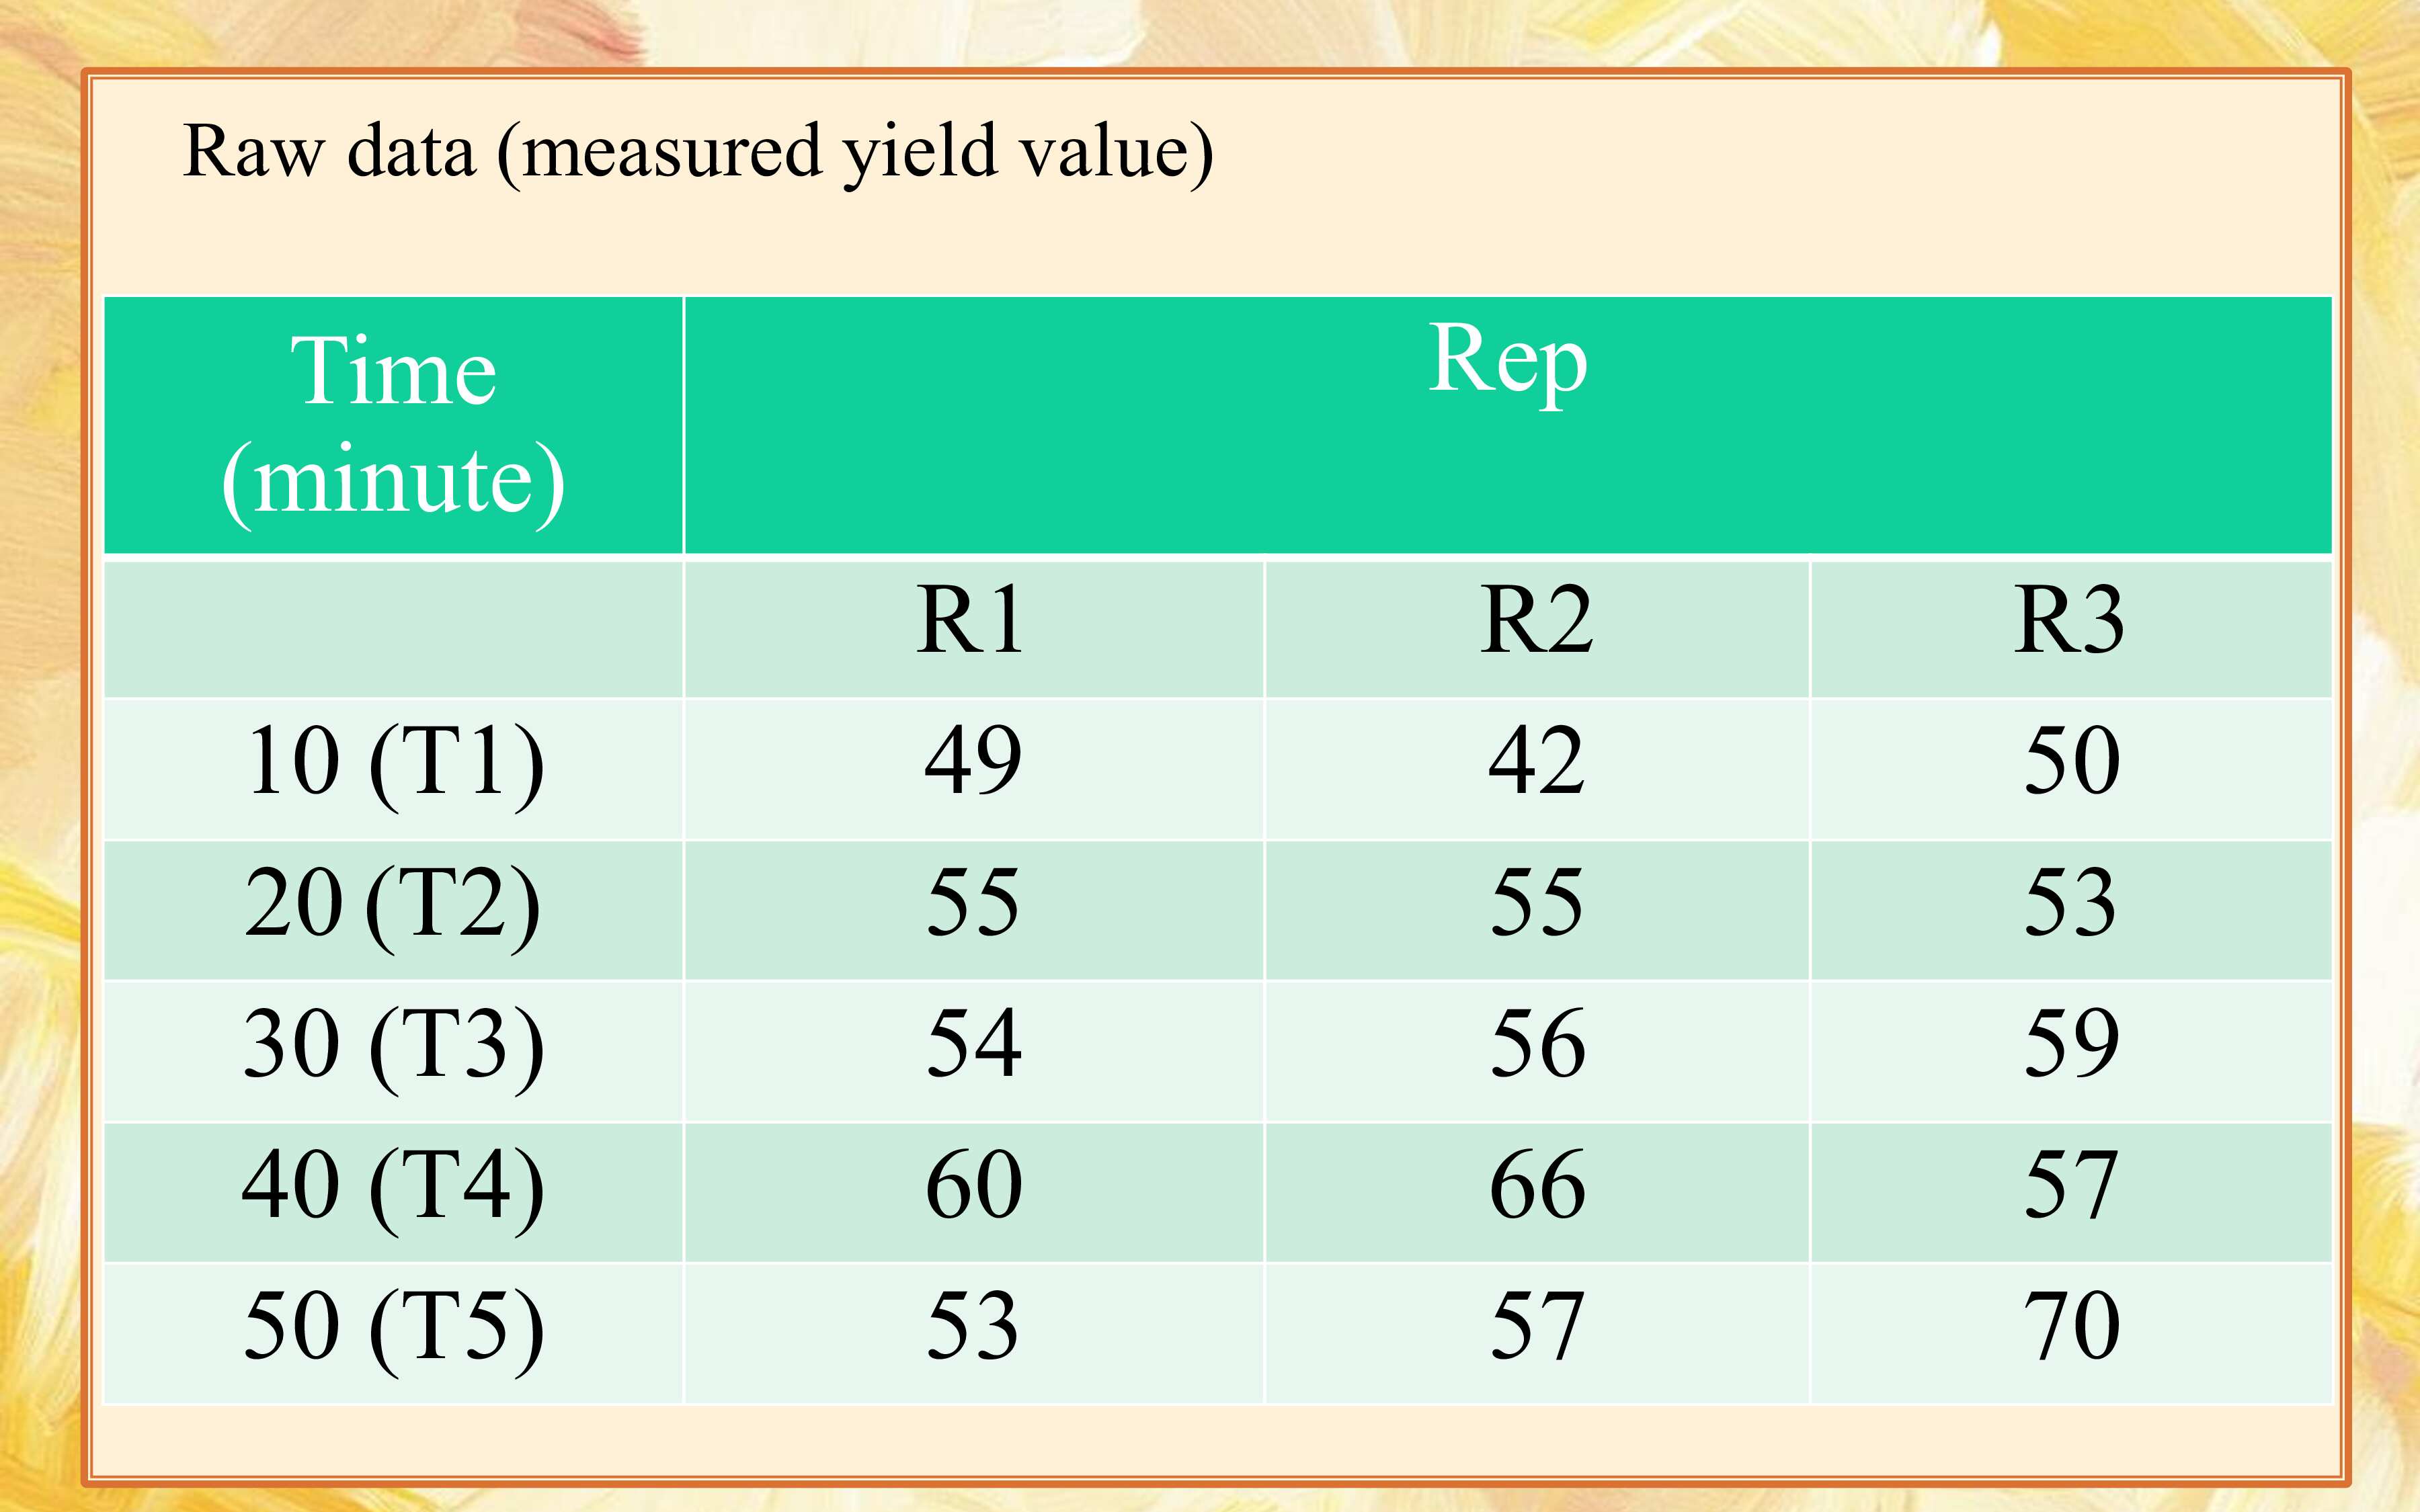 Raw data (measured yield value)
Time Rep
(minute)
R1 R2 R3
10 (T1) 49 42 50
20 (T2) 55 55 53
30 (T3) 54 56 59
40 (T4) 60 66 57
50 (T5) 53 57 70